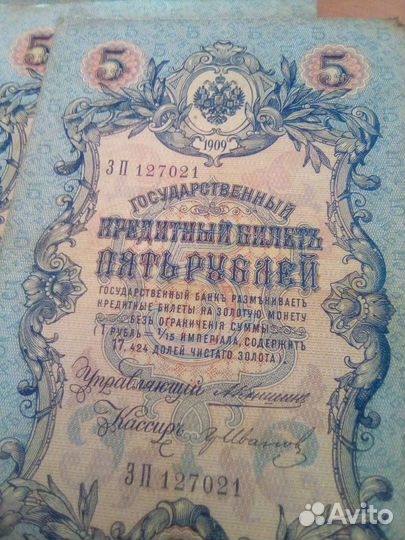 5
5
5
1909
ЗП 127021
ГОСУДАРСТВЕННЫЙ
КРЕДИТНЫЙ БИЛЕТЪ
ПЯТЬ РУБЛЕЙ
ГОСУДАРСТВЕННЫЙ БАНКЪ РАЗМѢНИВАЕТЪ
КРЕДИТНЫЕ БИЛЕТЫ НА ЗОЛОТУЮ МОНЕТУ
БЕЗЪ ОГРАНИЧЕНІЯ СУММЫ
(1 РУБЛЬ = 1/15 ИМПЕРІАЛА, СОДЕРЖИТЪ
17,424 ДОЛЕЙ ЧИСТАГО ЗОЛОТА).
Управляющій
Кассиръ
ЗП 127021
Avito